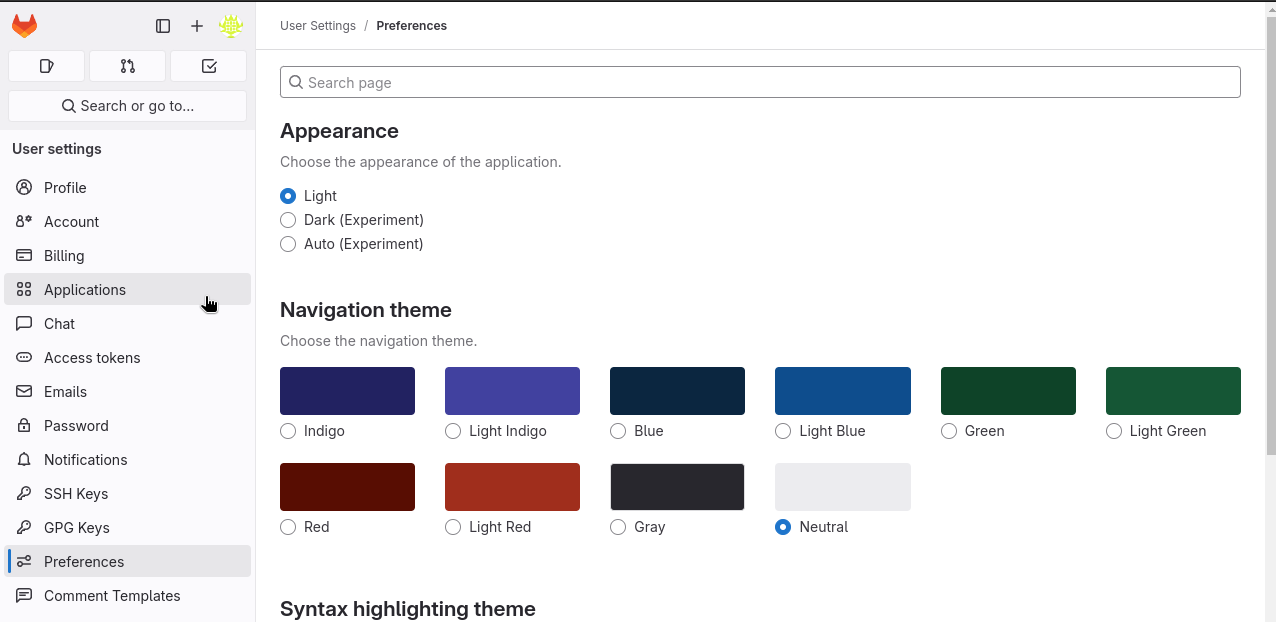 User Settings / Preferences
Search or go to...
User settings
Profile
Account
Billing
Applications
Chat
Access tokens
Emails
Password
Notifications
SSH Keys
GPG Keys
Preferences
Comment Templates
Search page
Appearance
Choose the appearance of the application.
Light
Dark (Experiment)
Auto (Experiment)
Navigation theme
Choose the navigation theme.
Indigo Light Indigo Blue Light Blue Green Light Green
Red Light Red Gray Neutral
Syntax highlighting theme